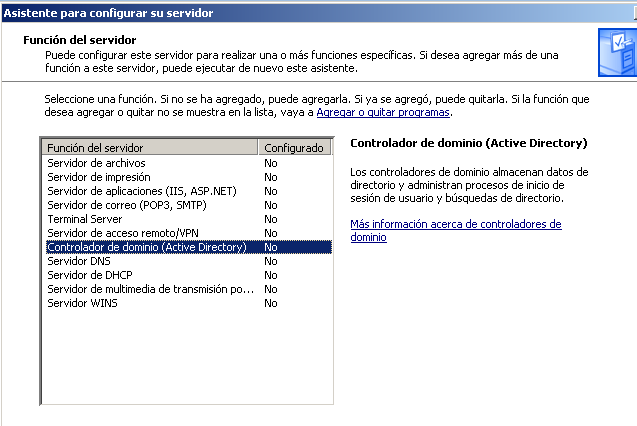 Asistente para configurar su servidor
Función del servidor
Puede configurar este servidor para realizar una o más funciones específicas. Si desea agregar más de una
función a este servidor, puede ejecutar de nuevo este asistente.
Seleccione una función. Si no se ha agregado, puede agregarla. Si ya se agregó, puede quitarla. Si la función que
desea agregar o quitar no se muestra en la lista, vaya a Agregar o quitar programas.
Función del servidor Configurado
Servidor de archivos No
Servidor de impresión No
Servidor de aplicaciones (IIS, ASP.NET) No
Servidor de correo (POP3, SMTP) No
Terminal Server No
Servidor de acceso remoto/VPN No
Controlador de dominio (Active Directory) No
Servidor DNS No
Servidor de DHCP No
Servidor de multimedia de transmisión po... No
Servidor WINS No
Controlador de dominio (Active Directory)
Los controladores de dominio almacenan datos de
directorio y administran procesos de inicio de
sesión de usuario y búsquedas de directorio.
Más información acerca de controladores de
dominio